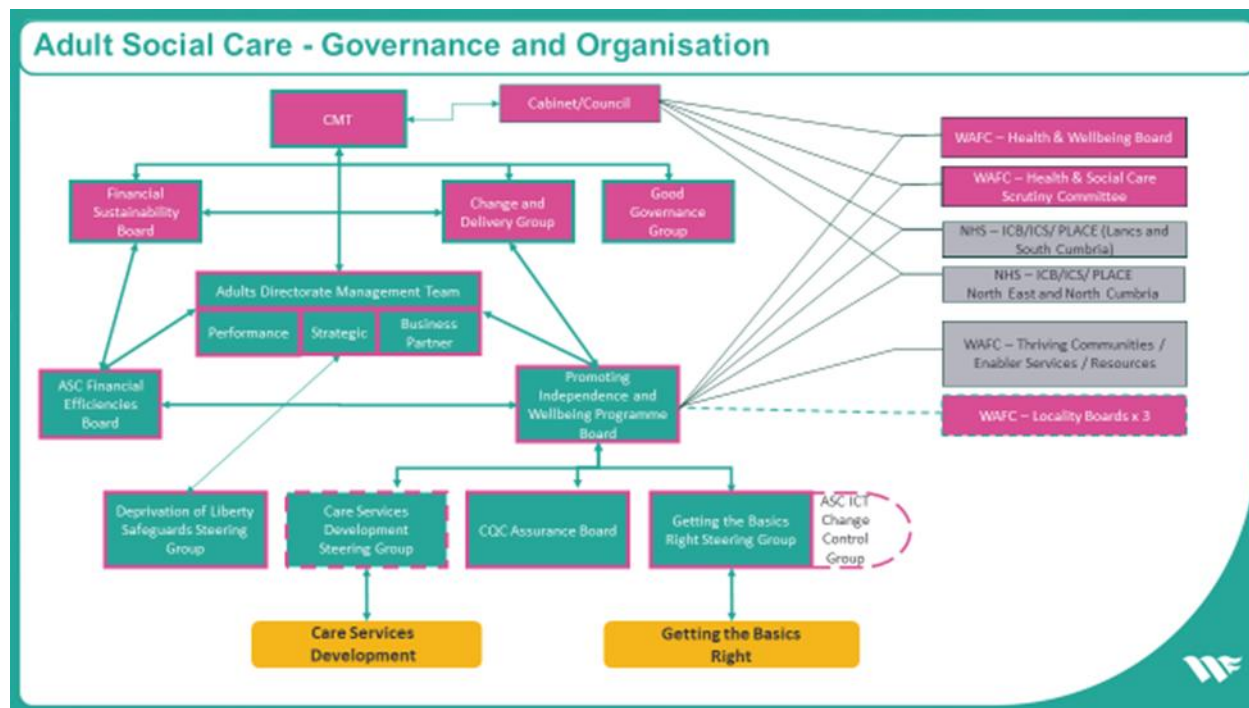 Adult Social Care - Governance and Organisation
CMT
Cabinet/Council
WAFC – Health & Wellbeing Board
WAFC – Health & Social Care
Scrutiny Committee
NHS – ICB/ICS/ PLACE (Lancs and
South Cumbria)
NHS – ICB/ICS/ PLACE
North East and North Cumbria
WAFC – Thriving Communities /
Enabler Services / Resources
WAFC – Locality Boards x 3
Financial
Sustainability
Board
Change and
Delivery Group
Good
Governance
Group
Adults Directorate Management Team
Performance
Strategic
Business
Partner
ASC Financial
Efficiencies
Board
Promoting
Independence and
Wellbeing Programme
Board
Deprivation of Liberty
Safeguards Steering
Group
Care Services
Development
Steering Group
CQC Assurance Board
Getting the Basics
Right Steering Group
ASC ICT
Change
Control
Group
Care Services
Development
Getting the Basics
Right